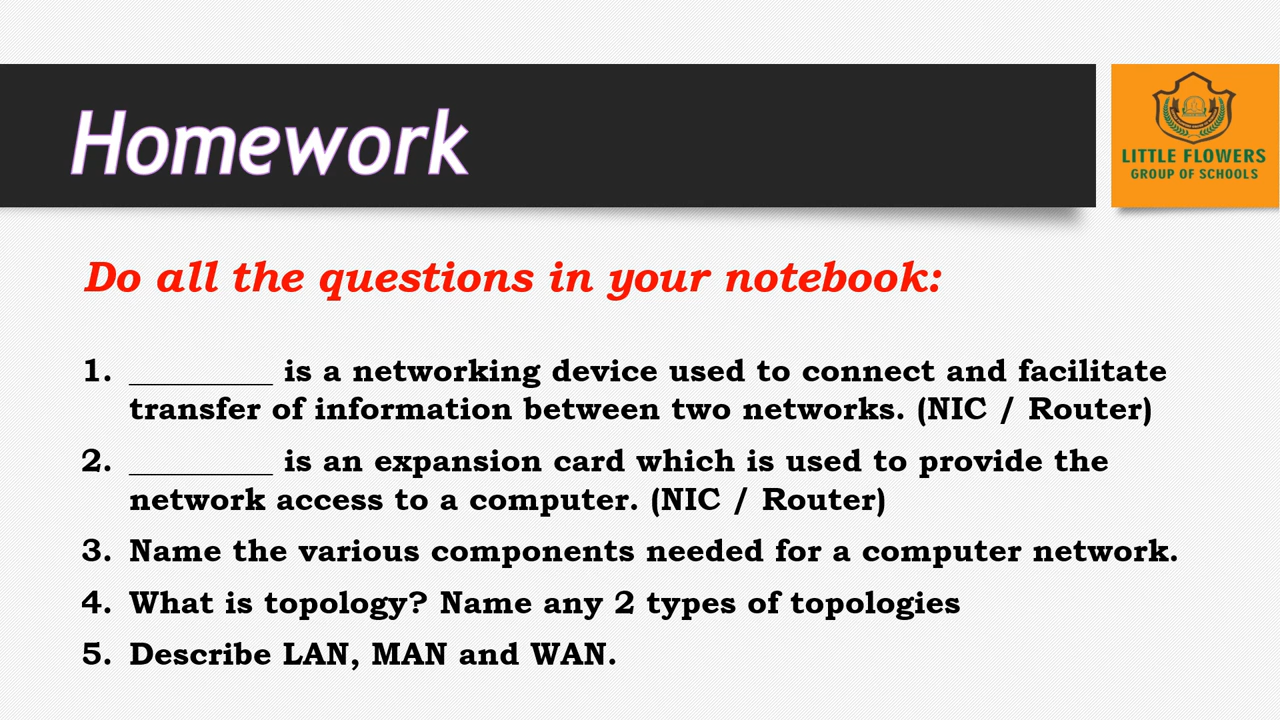 Homework
LITTLE FLOWERS
GROUP OF SCHOOLS
Do all the questions in your notebook:
1. _________ is a networking device used to connect and facilitate
transfer of information between two networks. (NIC / Router)
2. _________ is an expansion card which is used to provide the
network access to a computer. (NIC / Router)
3. Name the various components needed for a computer network.
4. What is topology? Name any 2 types of topologies
5. Describe LAN, MAN and WAN.